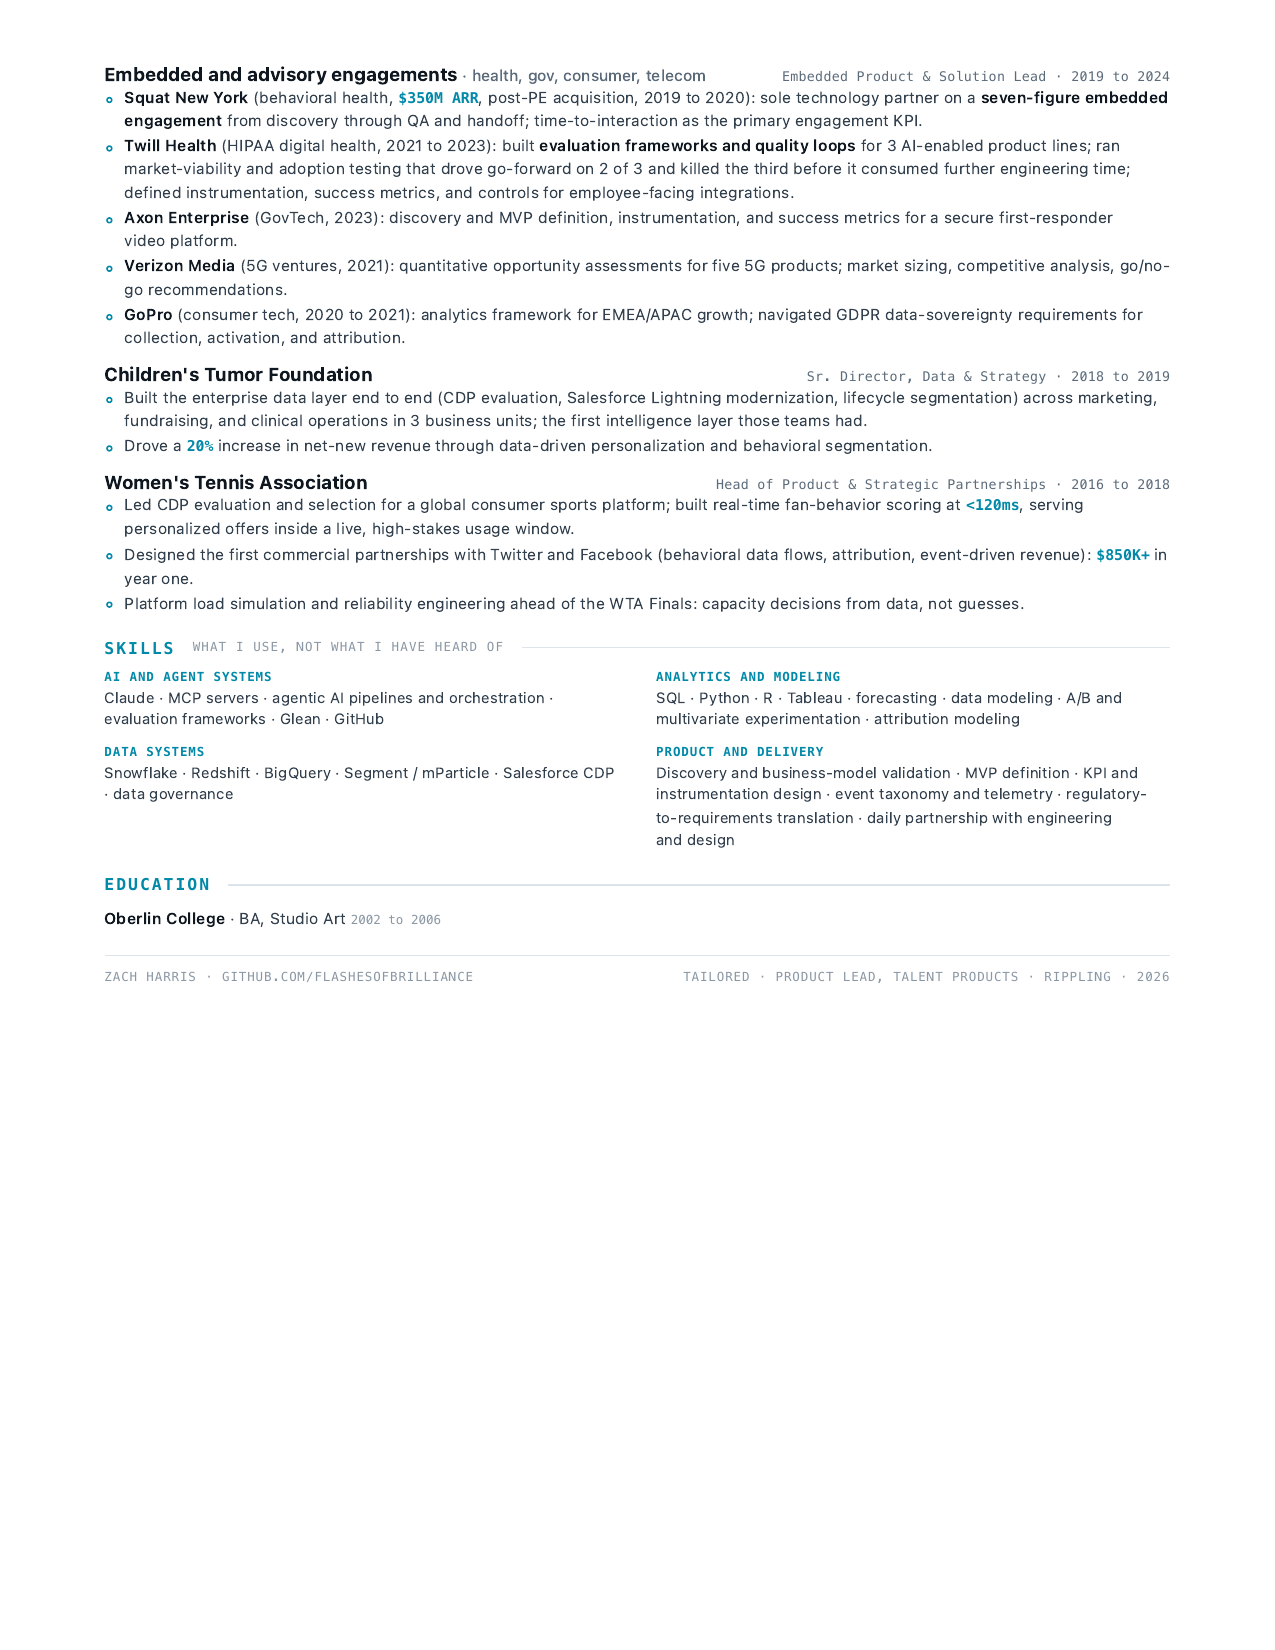 Embedded and advisory engagements · health, gov, consumer, telecom Embedded Product & Solution Lead · 2019 to 2024
Squat New York (behavioral health, $350M ARR, post-PE acquisition, 2019 to 2020): sole technology partner on a seven-figure embedded
engagement from discovery through QA and handoff; time-to-interaction as the primary engagement KPI.
Twill Health (HIPAA digital health, 2021 to 2023): built evaluation frameworks and quality loops for 3 AI-enabled product lines; ran
market-viability and adoption testing that drove go-forward on 2 of 3 and killed the third before it consumed further engineering time;
defined instrumentation, success metrics, and controls for employee-facing integrations.
Axon Enterprise (GovTech, 2023): discovery and MVP definition, instrumentation, and success metrics for a secure first-responder
video platform.
Verizon Media (5G ventures, 2021): quantitative opportunity assessments for five 5G products; market sizing, competitive analysis, go/no-
go recommendations.
GoPro (consumer tech, 2020 to 2021): analytics framework for EMEA/APAC growth; navigated GDPR data-sovereignty requirements for
collection, activation, and attribution.
Children's Tumor Foundation Sr. Director, Data & Strategy · 2018 to 2019
Built the enterprise data layer end to end (CDP evaluation, Salesforce Lightning modernization, lifecycle segmentation) across marketing,
fundraising, and clinical operations in 3 business units; the first intelligence layer those teams had.
Drove a 20% increase in net-new revenue through data-driven personalization and behavioral segmentation.
Women's Tennis Association Head of Product & Strategic Partnerships · 2016 to 2018
Led CDP evaluation and selection for a global consumer sports platform; built real-time fan-behavior scoring at <120ms, serving
personalized offers inside a live, high-stakes usage window.
Designed the first commercial partnerships with Twitter and Facebook (behavioral data flows, attribution, event-driven revenue): $850K+ in
year one.
Platform load simulation and reliability engineering ahead of the WTA Finals: capacity decisions from data, not guesses.
SKILLS WHAT I USE, NOT WHAT I HAVE HEARD OF
AI AND AGENT SYSTEMS
Claude · MCP servers · agentic AI pipelines and orchestration ·
evaluation frameworks · Glean · GitHub
ANALYTICS AND MODELING
SQL · Python · R · Tableau · forecasting · data modeling · A/B and
multivariate experimentation · attribution modeling
DATA SYSTEMS
Snowflake · Redshift · BigQuery · Segment / mParticle · Salesforce CDP
· data governance
PRODUCT AND DELIVERY
Discovery and business-model validation · MVP definition · KPI and
instrumentation design · event taxonomy and telemetry · regulatory-
to-requirements translation · daily partnership with engineering
and design
EDUCATION
Oberlin College · BA, Studio Art 2002 to 2006
ZACH HARRIS · GITHUB.COM/FLASHESOFBRILLIANCE TAILORED · PRODUCT LEAD, TALENT PRODUCTS · RIPPLING · 2026